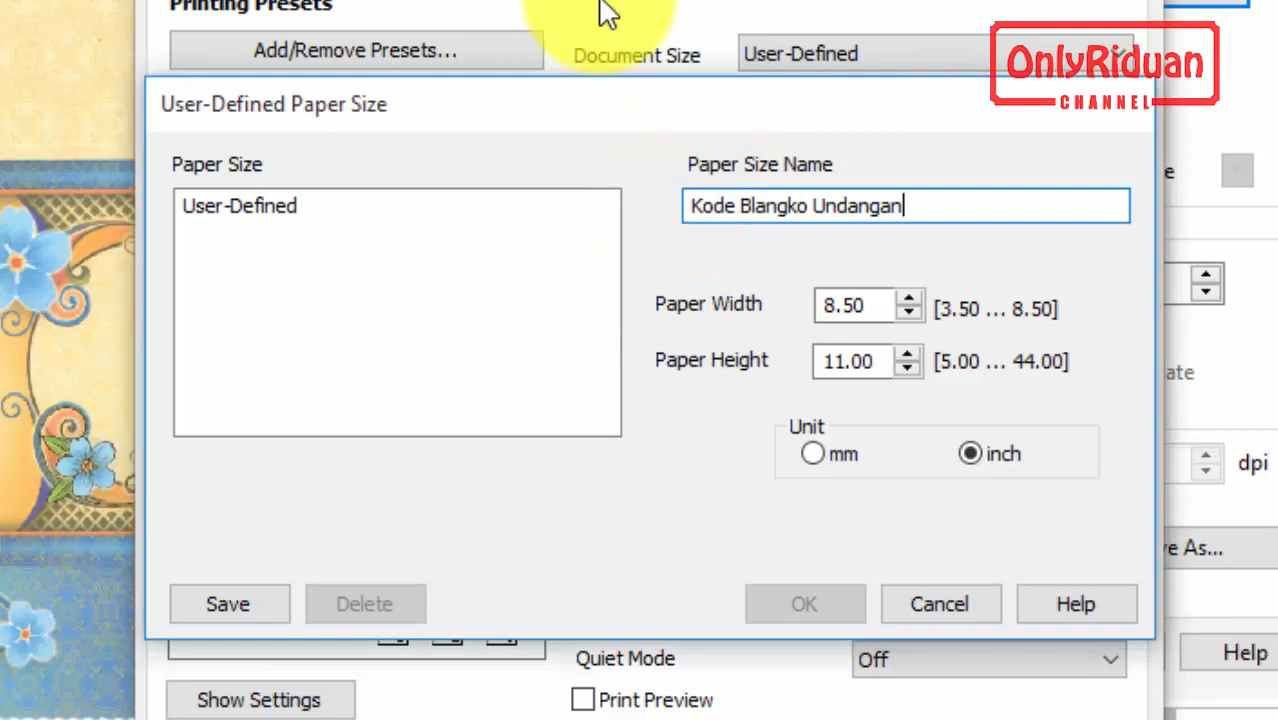 Printing Presets
Add/Remove Presets...
Document Size
User-Defined
OnlyRiduan
CHANNEL
User-Defined Paper Size
Paper Size
Paper Size Name
User-Defined
Kode Blangko Undangan
Paper Width
8.50
[3.50 ... 8.50]
Paper Height
11.00
[5.00 ... 44.00]
Unit
mm
inch
dpi
Save
Delete
OK
Cancel
Help
Quiet Mode
Off
Help
Show Settings
Print Preview